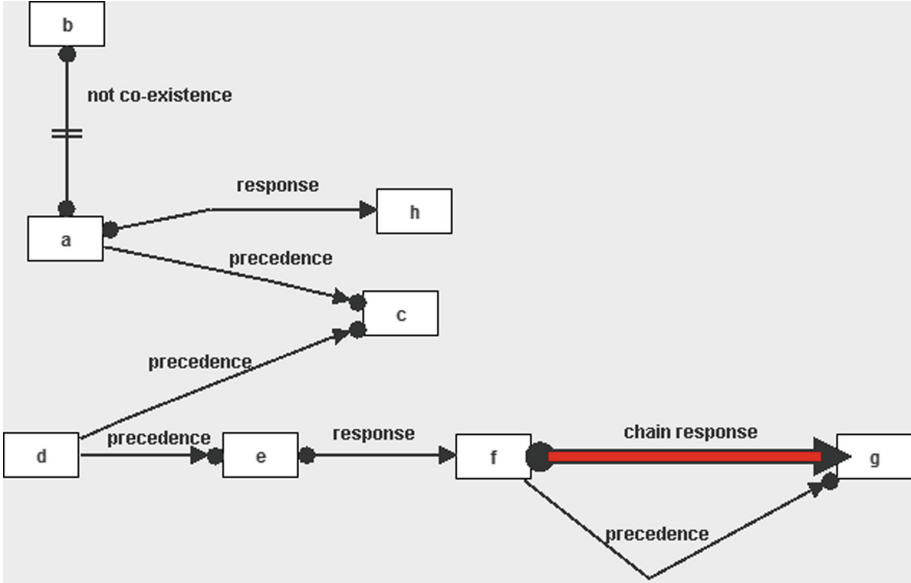 b
not co-existence
response
h
a
precedence
c
precedence
d
precedence
e
response
f
chain response
g
precedence